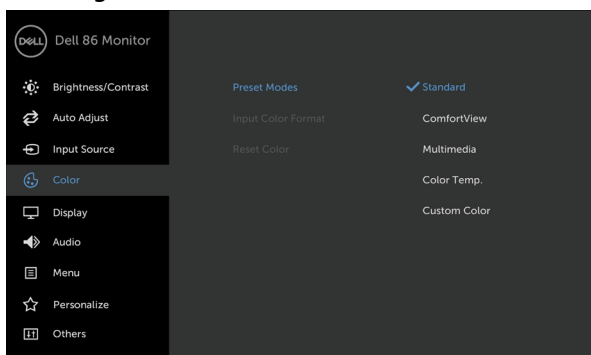 DELL Dell 86 Monitor
Brightness/Contrast Preset Modes Standard
Auto Adjust Input Color Format ComfortView
Input Source Reset Color Multimedia
Color Color Temp.
Display Custom Color
Audio
Menu
Personalize
Others